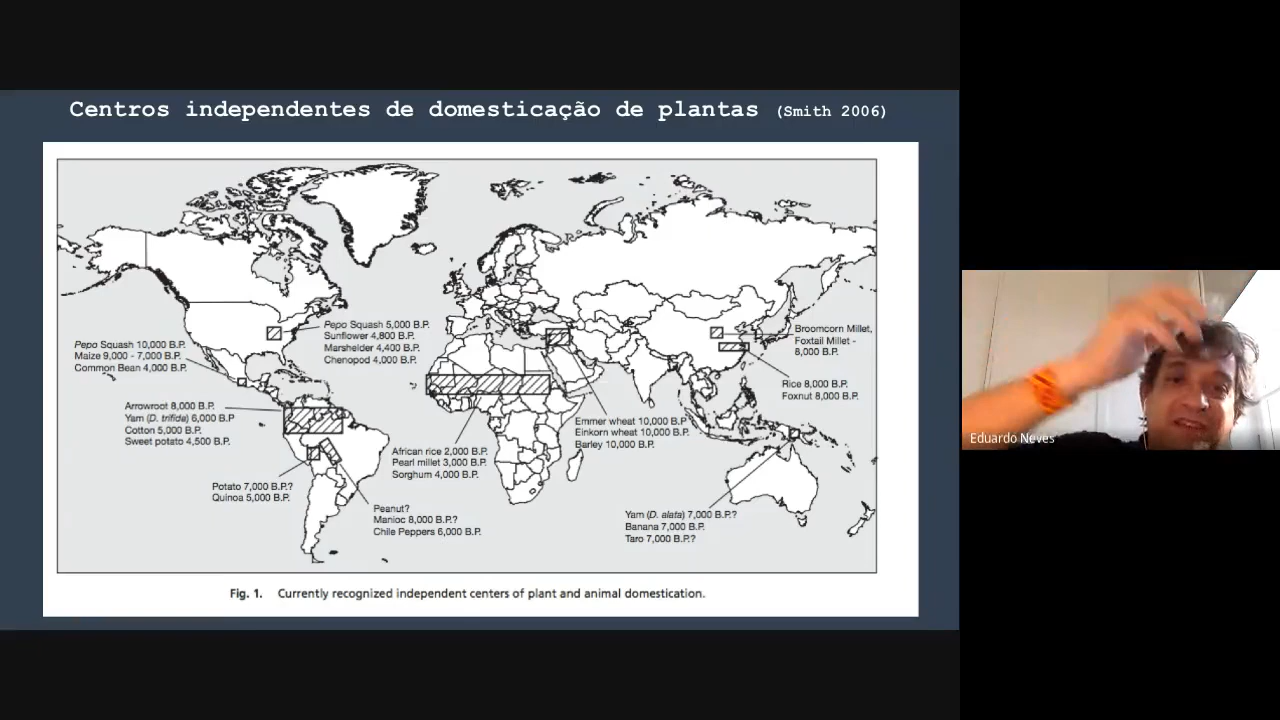 Centros independentes de domesticação de plantas (Smith 2006)
Pepo Squash 5,000 B.P.
Sunflower 4,800 B.P.
Marshelder 4,400 B.P.
Chenopod 4,000 B.P.
Pepo Squash 10,000 B.P.
Maize 9,000 - 7,000 B.P.
Common Bean 4,000 B.P.
Broomcorn Millet,
Foxtail Millet -
8,000 B.P.
Rice 8,000 B.P.
Foxnut 8,000 B.P.
Arrowroot 8,000 B.P.
Yam (D. trifida) 6,000 B.P
Cotton 5,000 B.P.
Sweet potato 4,500 B.P.
Emmer wheat 10,000 B.P
Einkorn wheat 10,000 B.P.
Barley 10,000 B.P.
African rice 2,000 B.P.
Pearl millet 3,000 B.P.
Sorghum 4,000 B.P.
Potato 7,000 B.P.?
Quinoa 5,000 B.P.
Peanut?
Manioc 8,000 B.P.?
Chile Peppers 6,000 B.P.
Yam (D. alata) 7,000 B.P.?
Banana 7,000 B.P.
Taro 7,000 B.P.?
Fig. 1. Currently recognized independent centers of plant and animal domestication.
Eduardo Neves